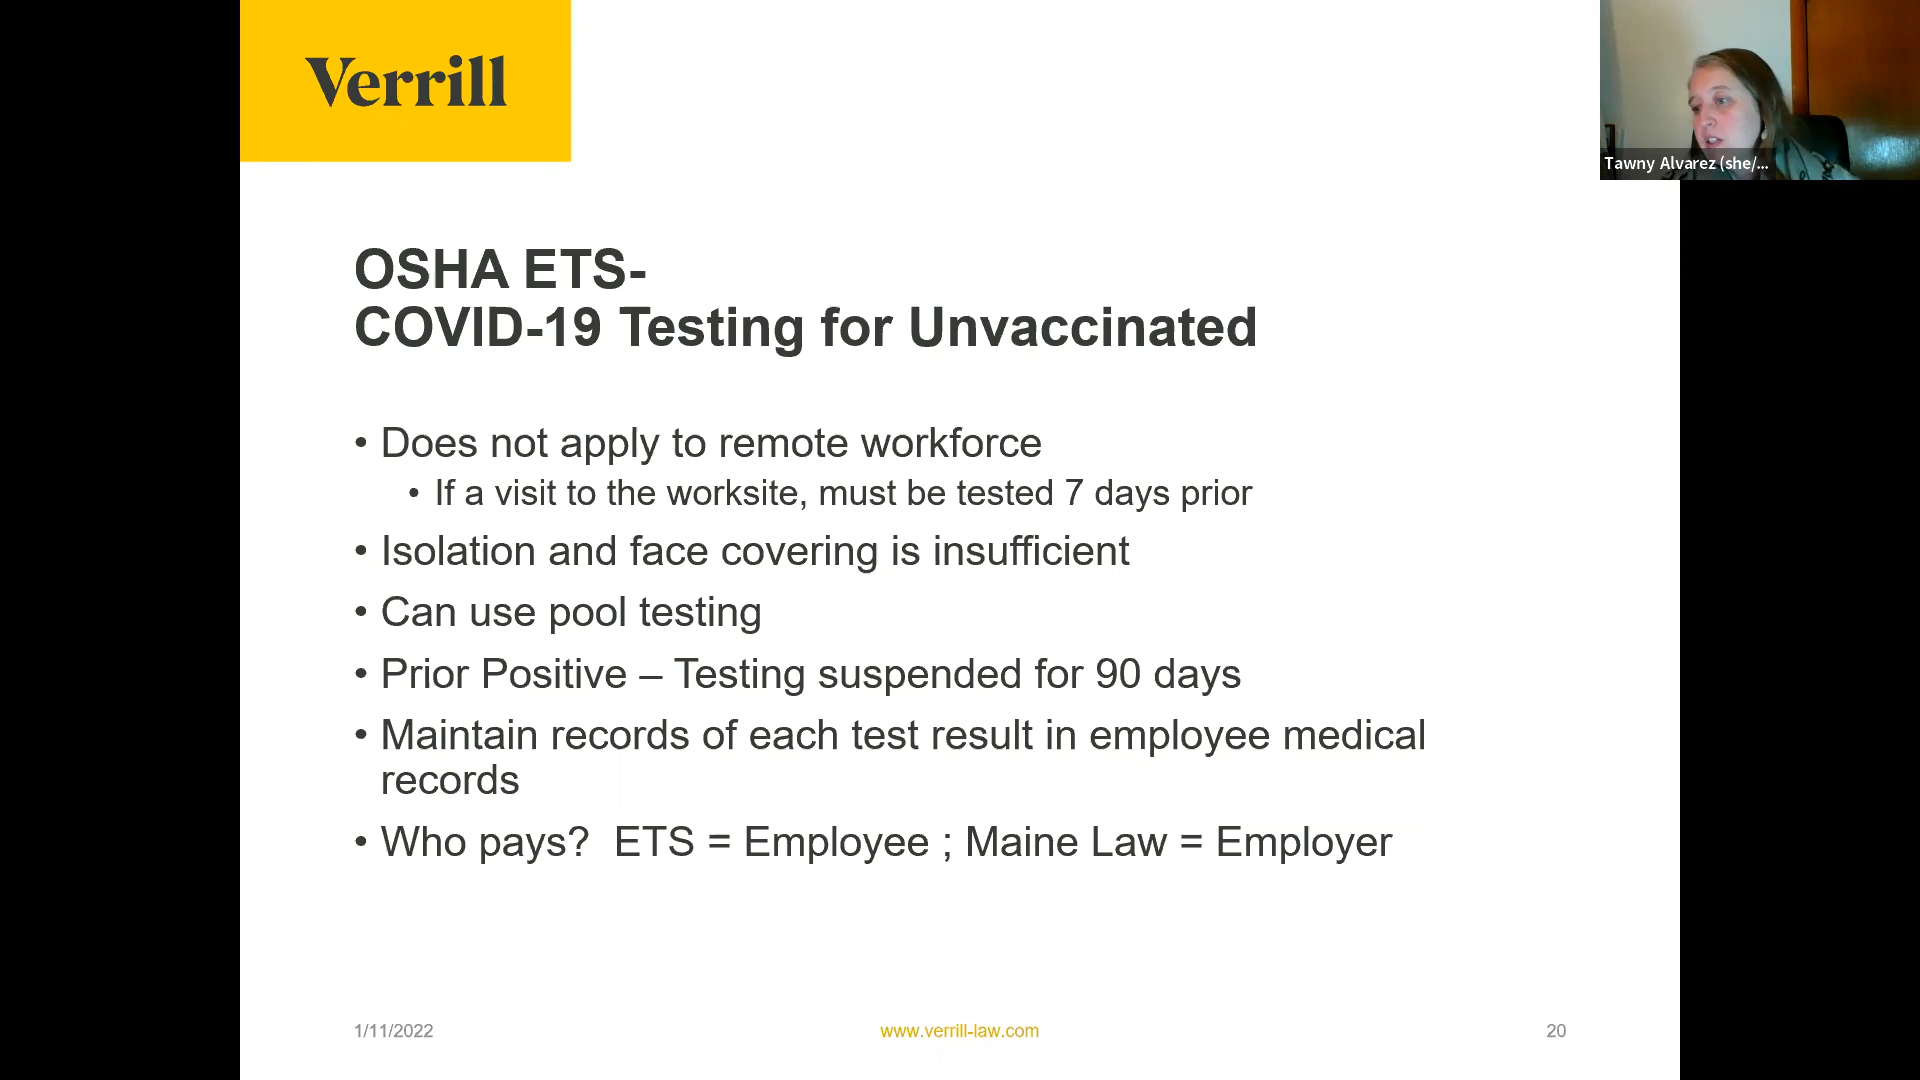 Verrill
Tawny Alvarez (she/...
OSHA ETS-
COVID-19 Testing for Unvaccinated
• Does not apply to remote workforce
• If a visit to the worksite, must be tested 7 days prior
• Isolation and face covering is insufficient
• Can use pool testing
• Prior Positive – Testing suspended for 90 days
• Maintain records of each test result in employee medical
records
• Who pays?  ETS = Employee ; Maine Law = Employer
1/11/2022
www.verrill-law.com
20